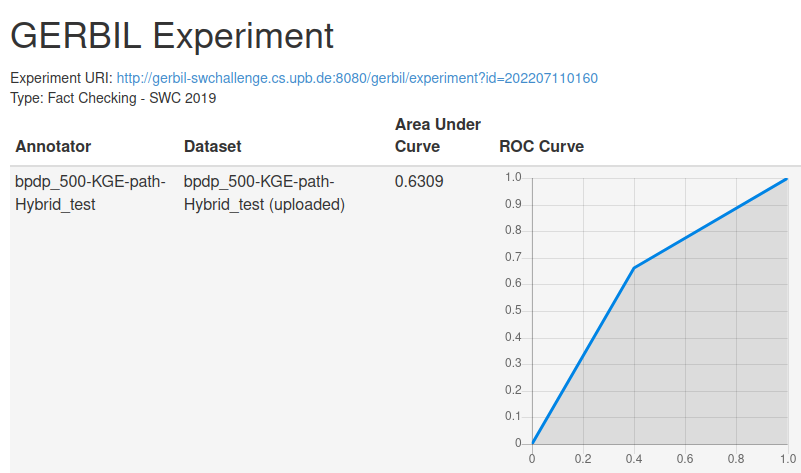 GERBIL Experiment
Experiment URI: http://gerbil-swchallenge.cs.upb.de:8080/gerbil/experiment?id=202207110160
Type: Fact Checking - SWC 2019
Annotator Dataset Area Under Curve ROC Curve
bpdp_500-KGE-path-
Hybrid_test
bpdp_500-KGE-path-
Hybrid_test (uploaded)
0.6309
1.0
0.9
0.8
0.7
0.6
0.5
0.4
0.3
0.2
0.1
0
0 0.2 0.4 0.6 0.8 1.0